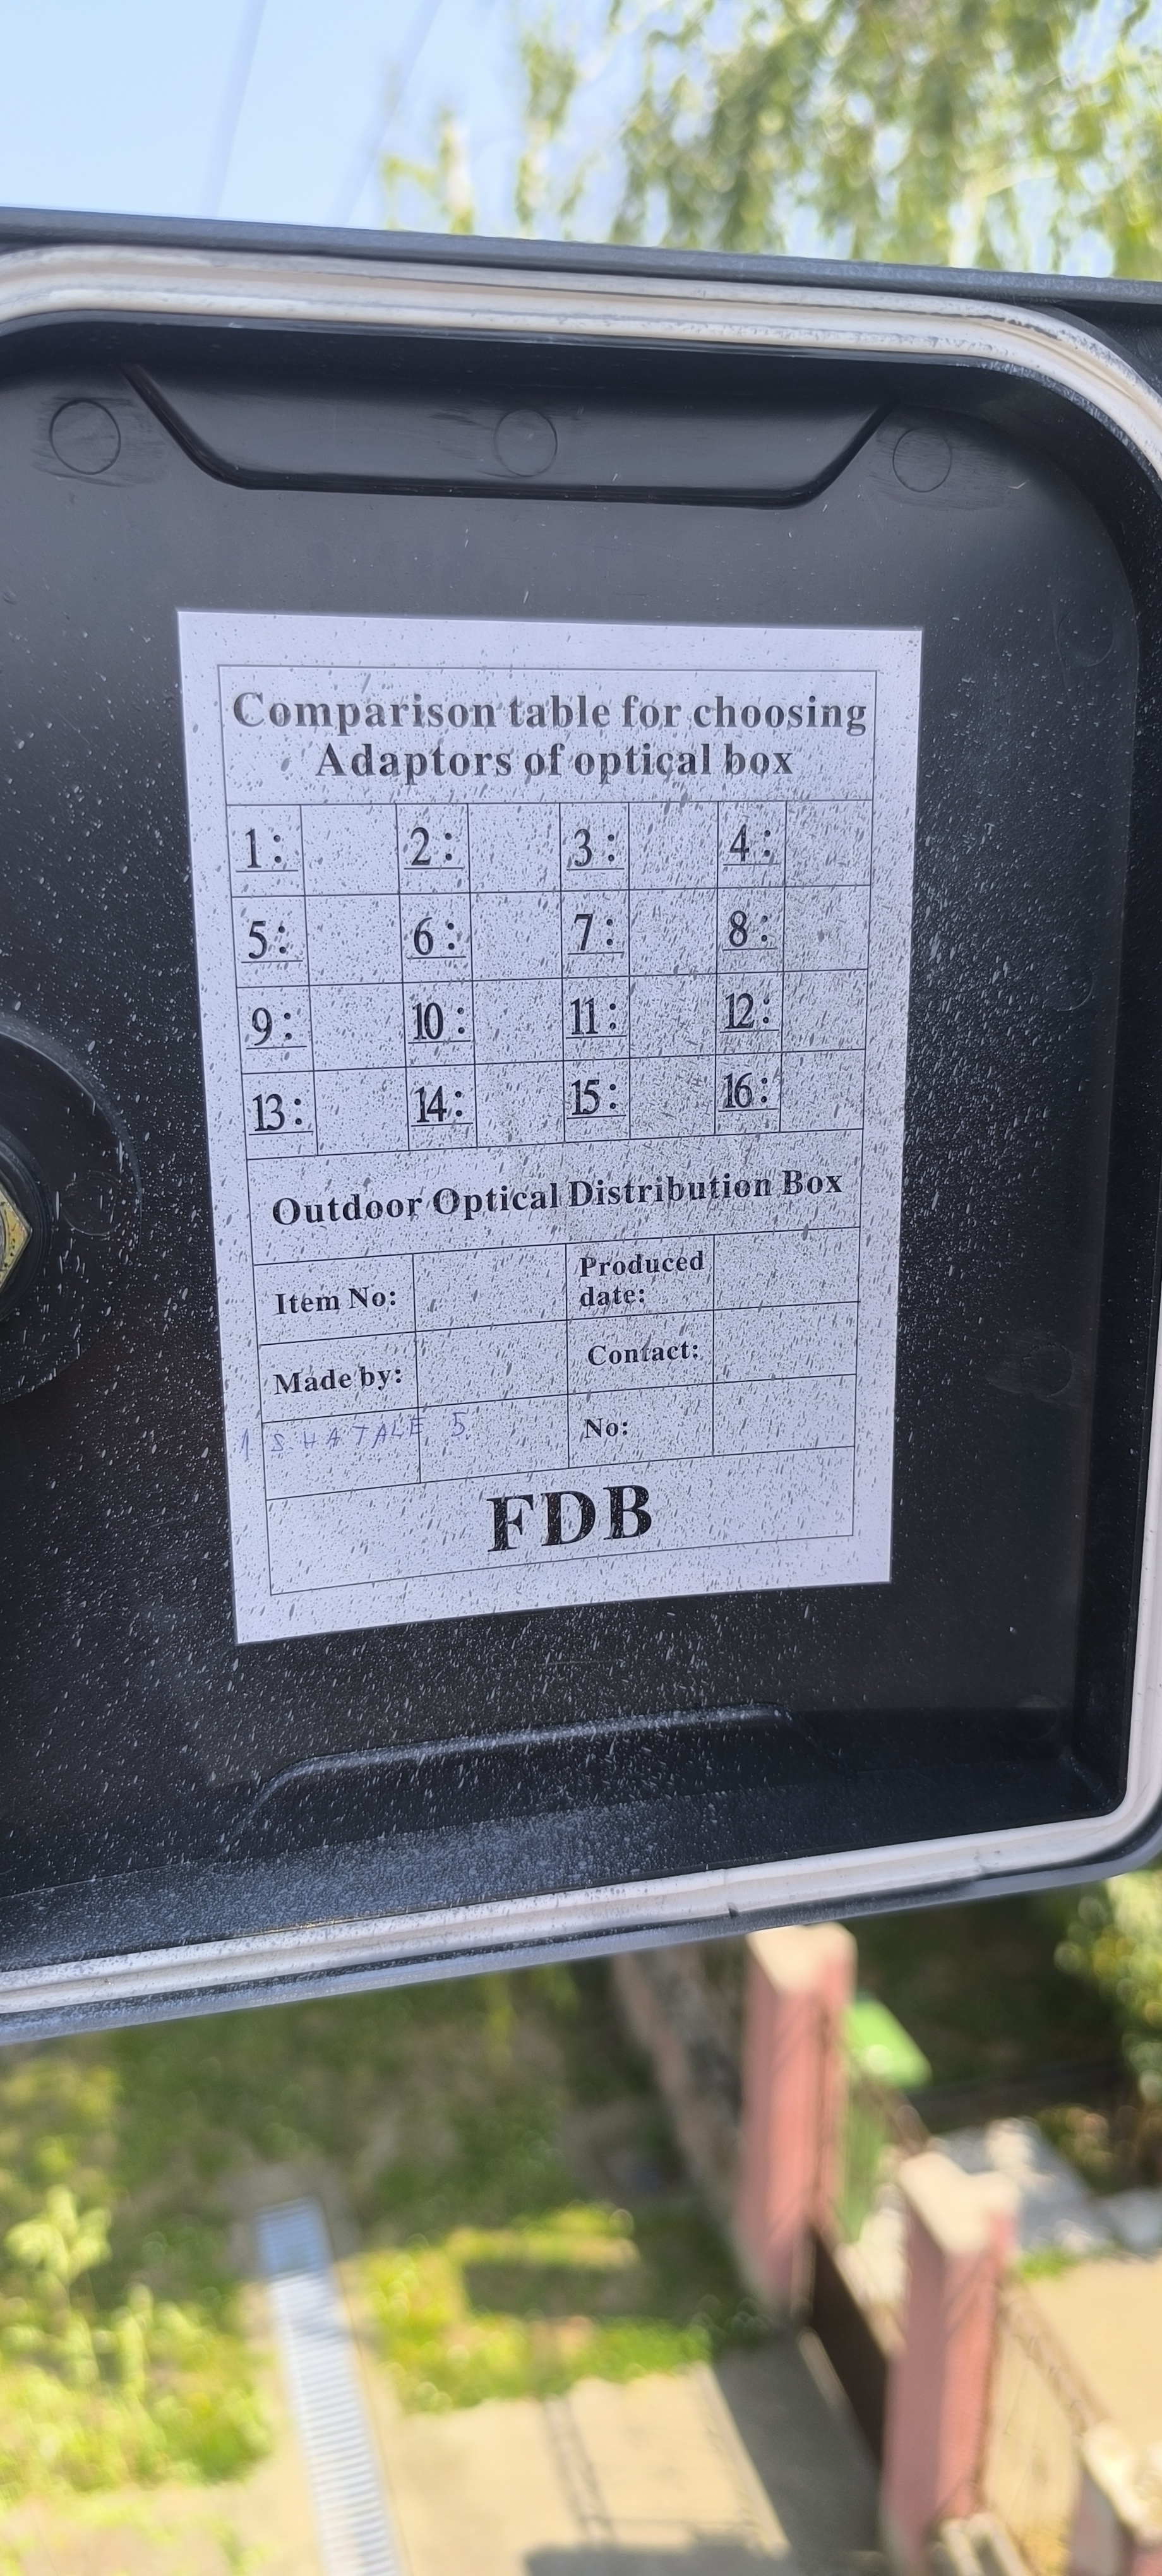 Comparison table for choosing
Adaptors of optical box
1: 2: 3: 4:
5: 6: 7: 8:
9: 10: 11: 12:
13: 14: 15: 16:
Outdoor Optical Distribution Box
Item No: Produced date:
Made by: Contact:
5 No:
FDB